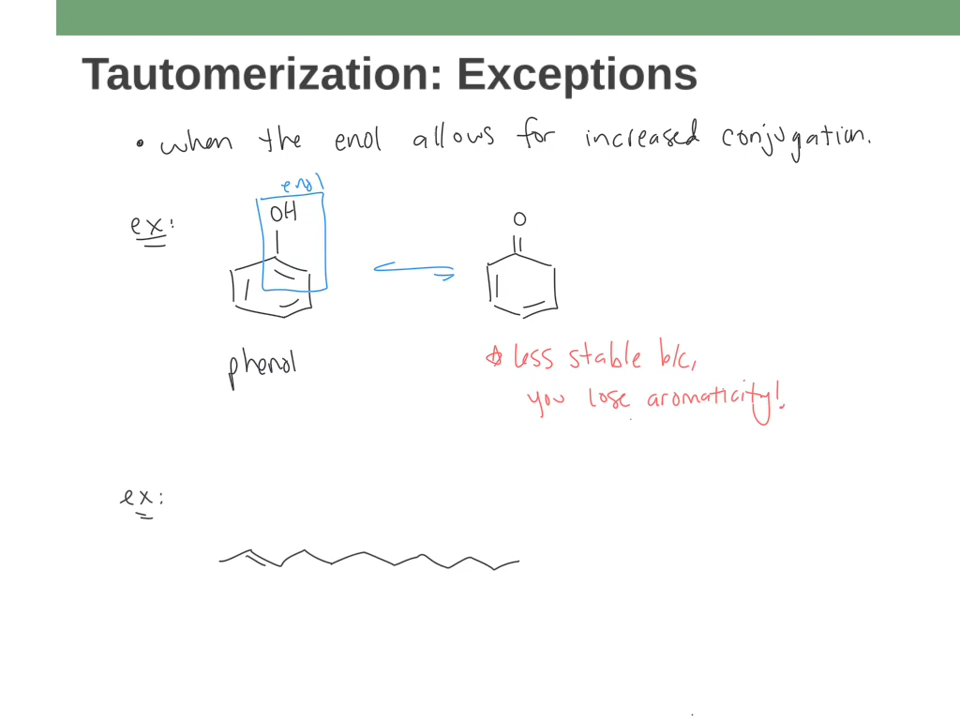 Tautomerization: Exceptions
• when the enol allows for increased conjugation.
enol
ex:
OH
O
phenol
☆ less stable b/c,
you lose aromaticity!
ex: